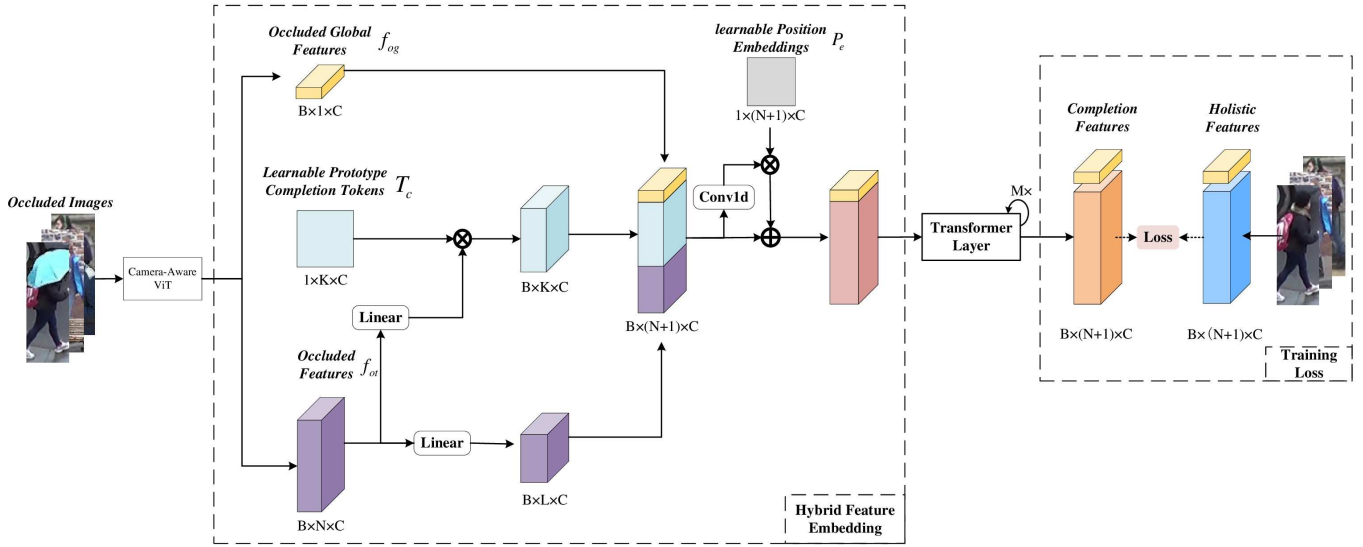 Occluded Images
Camera-Aware
ViT
Occluded Global
Features f_og
B×1×C
Learnable Prototype
Completion Tokens T_c
1×K×C
Linear
Occluded
Features f_ot
B×N×C
Linear
B×K×C
B×L×C
B×(N+1)×C
learnable Position
Embeddings P_e
1×(N+1)×C
Conv1d
Hybrid Feature
Embedding
M×
Transformer
Layer
Completion
Features
Holistic
Features
Loss
B×(N+1)×C
B×(N+1)×C
Training
Loss